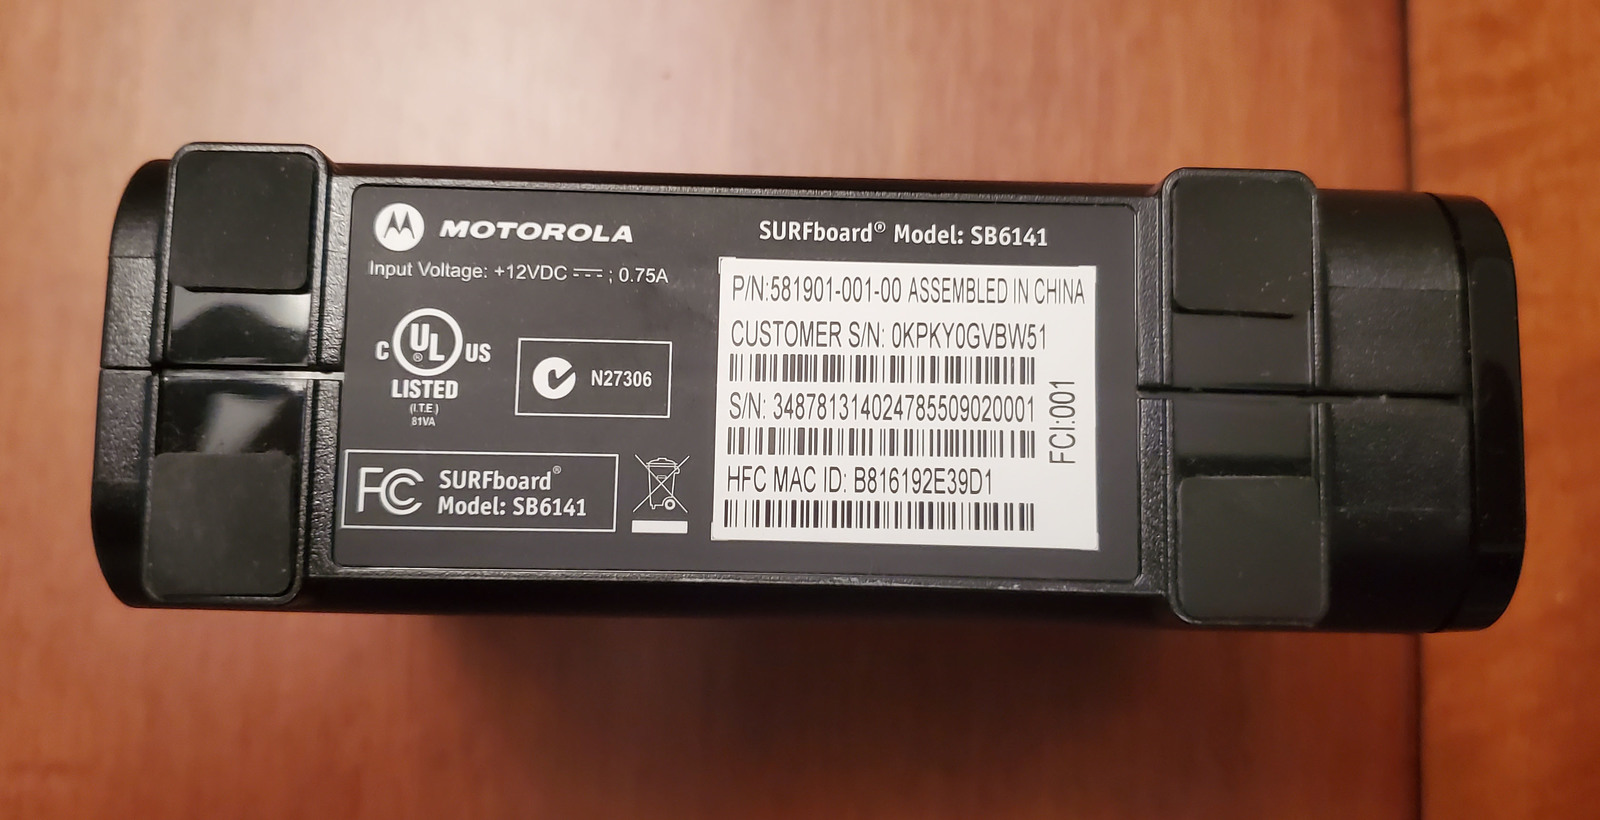 MOTOROLA
SURFboard® Model: SB6141
Input Voltage: +12VDC ⎓ ; 0.75A
P/N:581901-001-00 ASSEMBLED IN CHINA
CUSTOMER S/N: 0KPKY0GVBW51
S/N: 348781314024785509020001
HFC MAC ID: B816192E39D1
FCI:001
C UL® US
LISTED
(I.T.E.)
81VA
N27306
FC SURFboard®
Model: SB6141